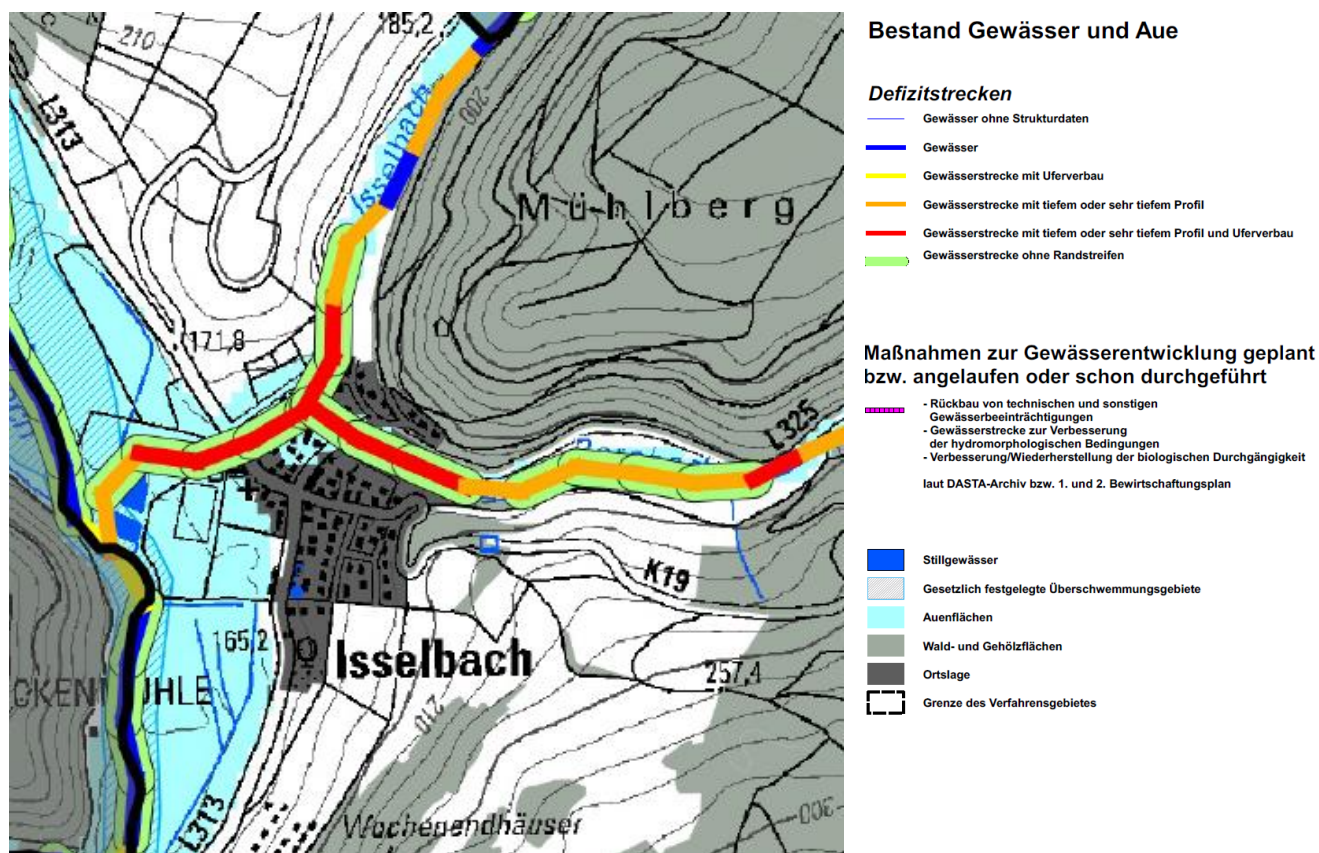 185,2
210
L313
Isselbach
200
Mühlberg
171,8
L325
K19
165,2
Isselbach
257,4
210
L313
Wochenendhäuser
300
Bestand Gewässer und Aue
Defizitstrecken
Gewässer ohne Strukturdaten
Gewässer
Gewässerstrecke mit Uferverbau
Gewässerstrecke mit tiefem oder sehr tiefem Profil
Gewässerstrecke mit tiefem oder sehr tiefem Profil und Uferverbau
Gewässerstrecke ohne Randstreifen
Maßnahmen zur Gewässerentwicklung geplant
bzw. angelaufen oder schon durchgeführt
- Rückbau von technischen und sonstigen
Gewässerbeeinträchtigungen
- Gewässerstrecke zur Verbesserung
der hydromorphologischen Bedingungen
- Verbesserung/Wiederherstellung der biologischen Durchgängigkeit
laut DASTA-Archiv bzw. 1. und 2. Bewirtschaftungsplan
Stillgewässer
Gesetzlich festgelegte Überschwemmungsgebiete
Auenflächen
Wald- und Gehölzflächen
Ortslage
Grenze des Verfahrensgebietes